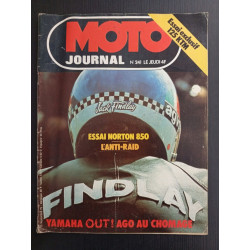 MOTO
JOURNAL
N° 241 LE JEUDI 4F
Essai exclusif
125 KTM
Jack Findlay
ESSAI NORTON 850
L'ANTI-RAID
FINDLAY
YAMAHA OUT! AGO AU CHOMAGE